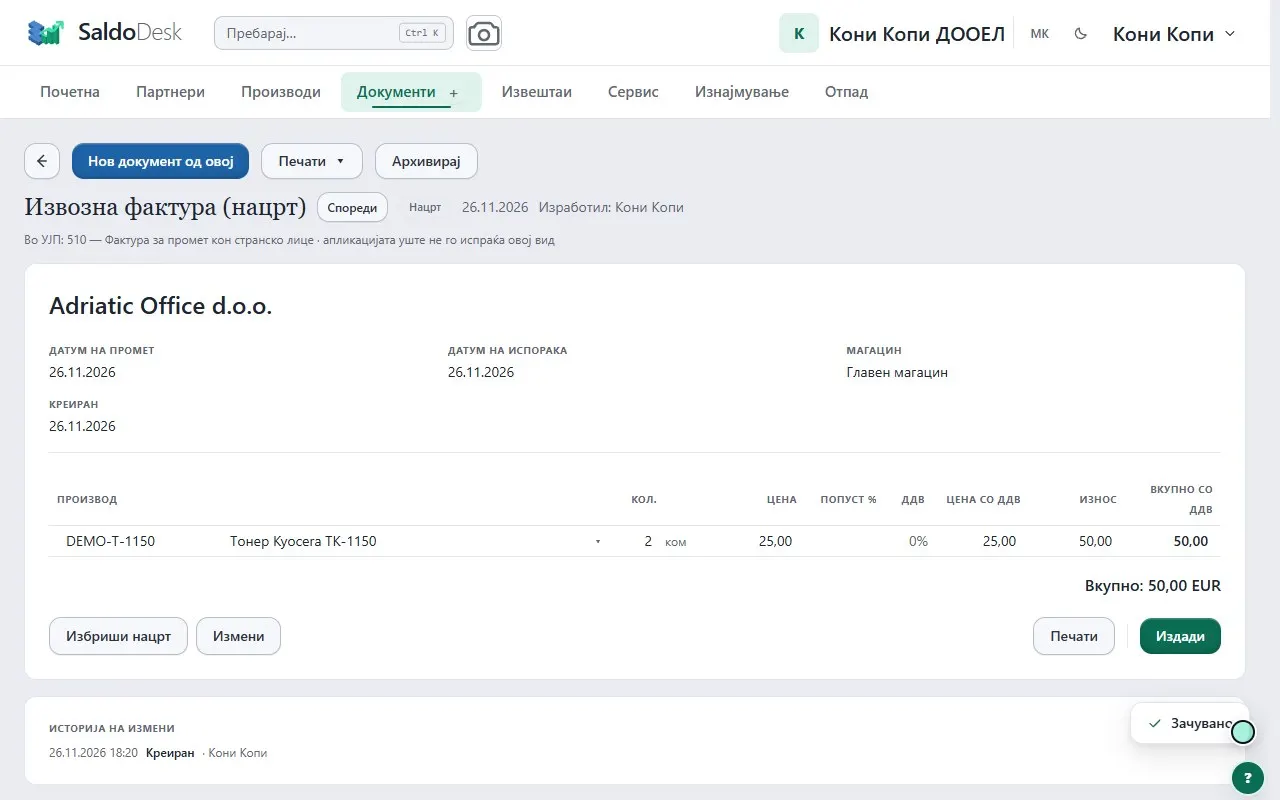 SaldoDesk
Пребарај...
Ctrl K
К
Кони Копи ДООЕЛ
МК
Кони Копи
Почетна
Партнери
Производи
Документи +
Извештаи
Сервис
Изнајмување
Отпад
Нов документ од овој
Печати
Архивирај
Извозна фактура (нацрт)
Спореди
Нацрт
26.11.2026
Изработил: Кони Копи
Во УЈП: 510 — Фактура за промет кон странско лице · апликацијата уште не го испраќа овој вид
Adriatic Office d.o.o.
ДАТУМ НА ПРОМЕТ
26.11.2026
ДАТУМ НА ИСПОРАКА
26.11.2026
МАГАЦИН
Главен магацин
КРЕИРАН
26.11.2026
ПРОИЗВОД КОЛ. ЦЕНА ПОПУСТ % ДДВ ЦЕНА СО ДДВ ИЗНОС ВКУПНО СО ДДВ
DEMO-T-1150 Тонер Kyocera TK-1150 2 ком 25,00 0% 25,00 50,00 50,00
Вкупно: 50,00 EUR
Избриши нацрт
Измени
Печати
Издади
ИСТОРИЈА НА ИЗМЕНИ
26.11.2026 18:20 Креиран · Кони Копи
Зачувано
?